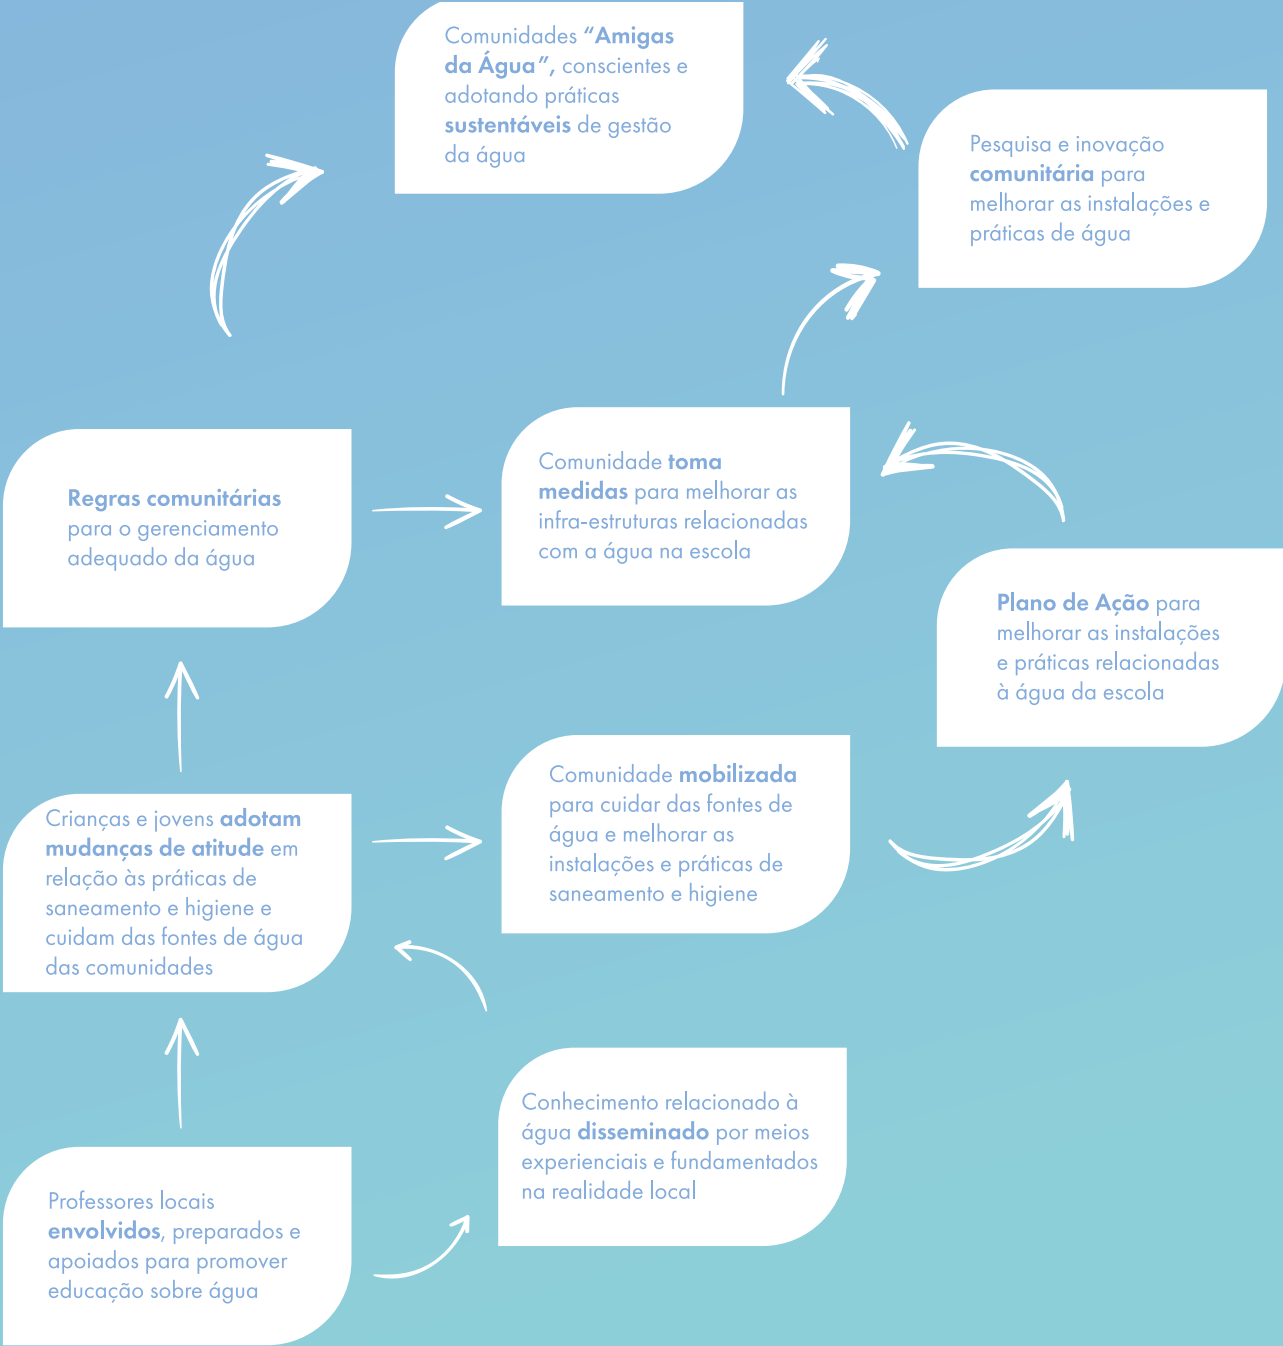 Comunidades “Amigas
da Água”, conscientes e
adotando práticas
sustentáveis de gestão
da água
Pesquisa e inovação
comunitária para
melhorar as instalações e
práticas de água
Regras comunitárias
para o gerenciamento
adequado da água
Comunidade toma
medidas para melhorar as
infra-estruturas relacionadas
com a água na escola
Plano de Ação para
melhorar as instalações
e práticas relacionadas
à água da escola
Crianças e jovens adotam
mudanças de atitude em
relação às práticas de
saneamento e higiene e
cuidam das fontes de água
das comunidades
Comunidade mobilizada
para cuidar das fontes de
água e melhorar as
instalações e práticas de
saneamento e higiene
Conhecimento relacionado à
água disseminado por meios
experienciais e fundamentados
na realidade local
Professores locais
envolvidos, preparados e
apoiados para promover
educação sobre água